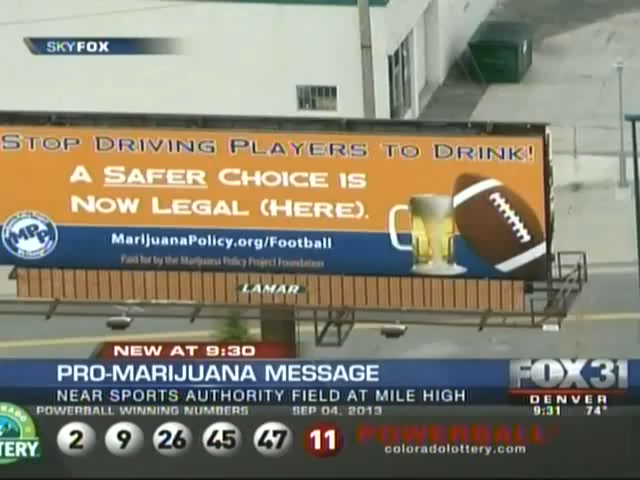 SKYFOX
STOP DRIVING PLAYERS TO DRINK!
A SAFER CHOICE IS
NOW LEGAL (HERE).
MPP
MarijuanaPolicy.org/Football
Paid for by the Marijuana Policy Project Foundation
LAMAR
NEW AT 9:30
PRO-MARIJUANA MESSAGE
NEAR SPORTS AUTHORITY FIELD AT MILE HIGH
FOX31
DENVER
9:31 74°
POWERBALL WINNING NUMBERS SEP 04, 2013
2 9 26 45 47 11 POWERBALL
coloradolottery.com